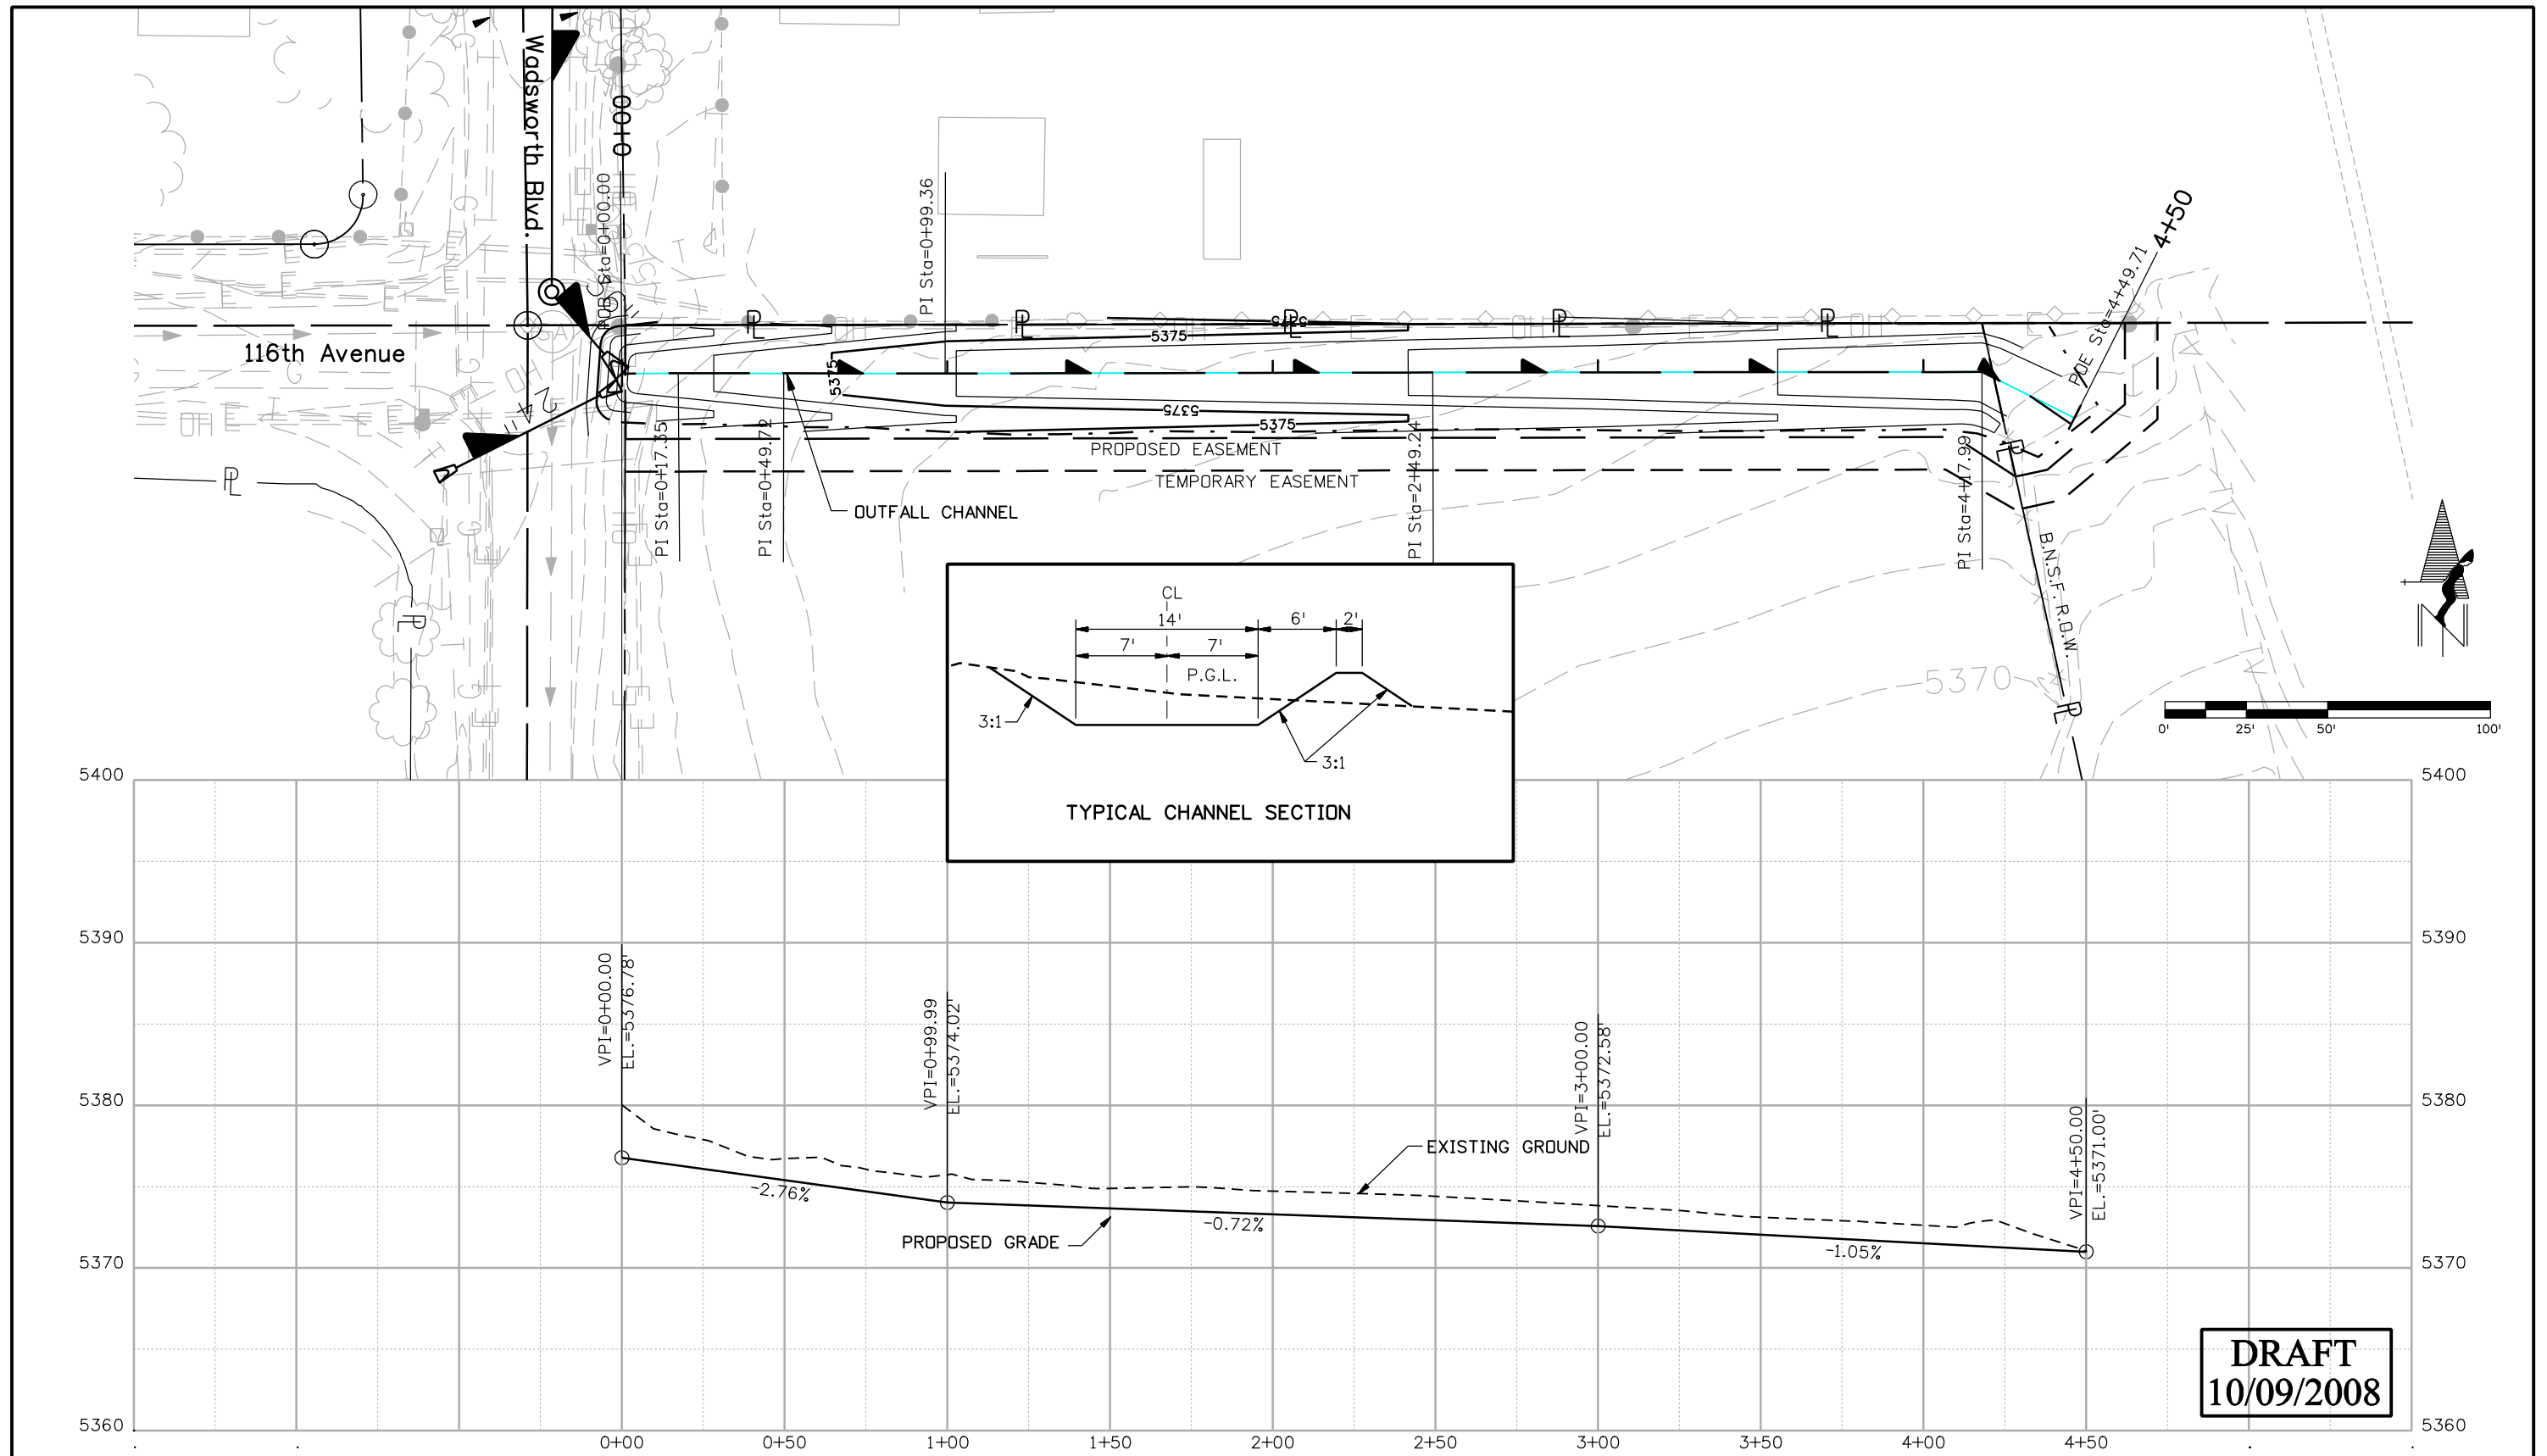 Wadsworth Blvd.
0+00
POB Sta=0+00.00
PI Sta=0+99.36
4+50
POE Sta=4+49.71
116th Avenue
24
5375
5375
5375
5375
5375
PI Sta=0+17.35
PI Sta=0+49.72
PI Sta=2+49.24
PI Sta=4+17.99
PROPOSED EASEMENT
TEMPORARY EASEMENT
OUTFALL CHANNEL
B.N.S.F. R.O.W.
5370
N
0' 25' 50' 100'
CL
14' 6' 2'
7' 7'
P.G.L.
3:1
3:1
TYPICAL CHANNEL SECTION
5400 5400
5390 5390
VPI=0+00.00
EL.=5376.78'
VPI=0+99.99
EL.=5374.02'
VPI=3+00.00
EL.=5372.58'
VPI=4+50.00
EL.=5371.00'
5380 5380
EXISTING GROUND
-2.76%
-0.72%
PROPOSED GRADE
-1.05%
5370 5370
DRAFT
10/09/2008
5360 5360
0+00 0+50 1+00 1+50 2+00 2+50 3+00 3+50 4+00 4+50